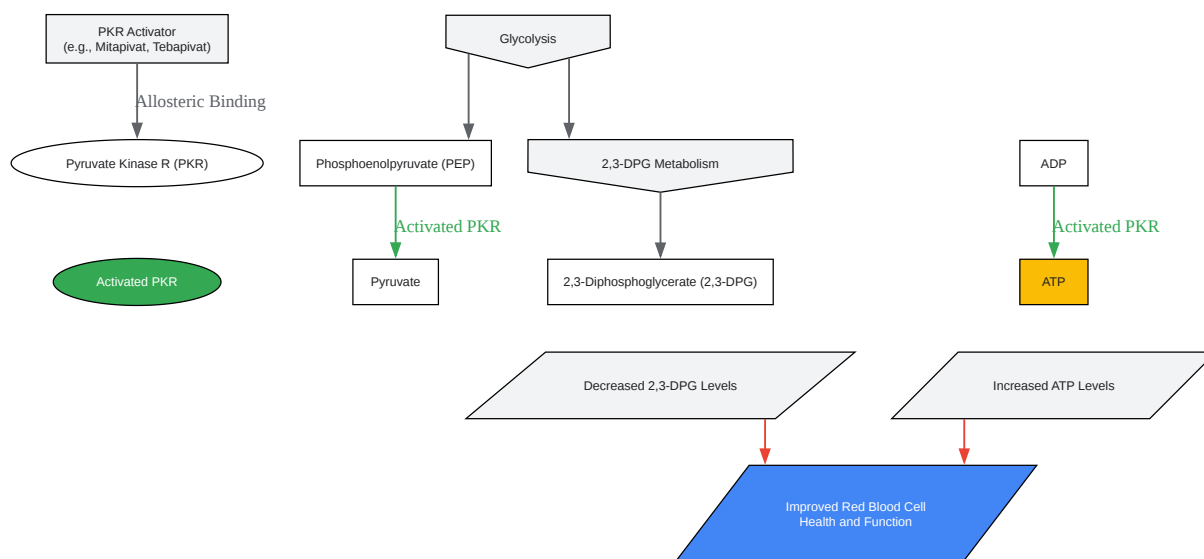 PKR Activator
(e.g., Mitapivat, Tebapivat)
Glycolysis
Allosteric Binding
Pyruvate Kinase R (PKR)
Phosphoenolpyruvate (PEP)
2,3-DPG Metabolism
ADP
Activated PKR
Activated PKR
Activated PKR
Pyruvate
2,3-Diphosphoglycerate (2,3-DPG)
ATP
Decreased 2,3-DPG Levels
Increased ATP Levels
Improved Red Blood Cell
Health and Function